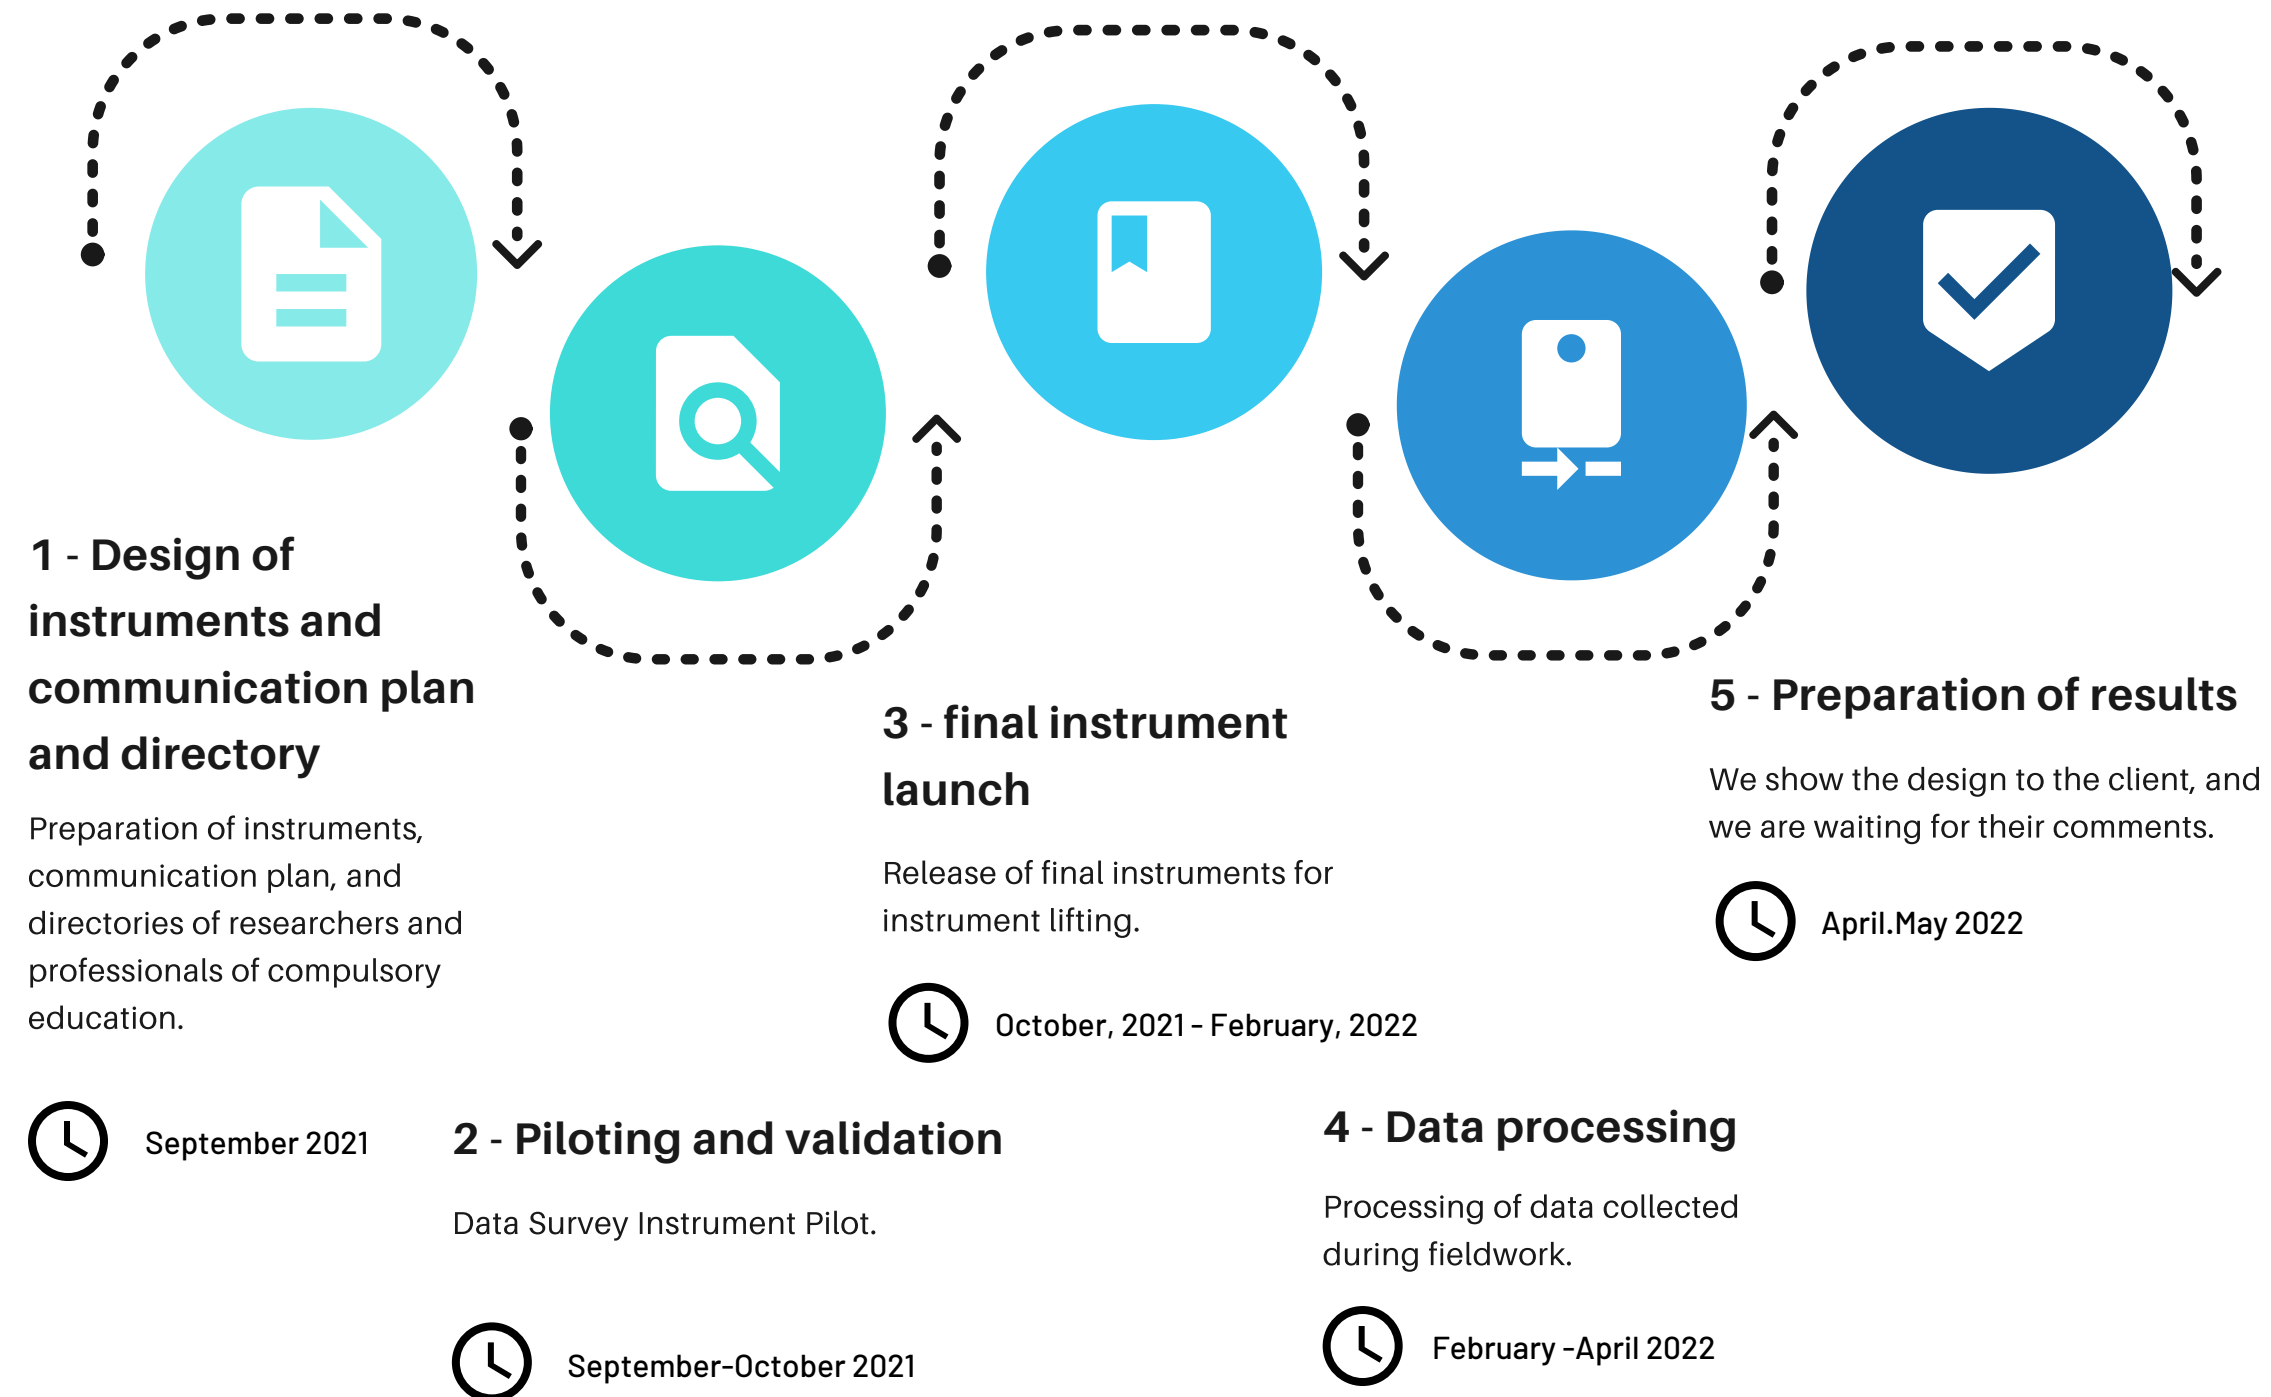 1 - Design of
instruments and
communication plan
and directory
Preparation of instruments,
communication plan, and
directories of researchers and
professionals of compulsory
education.
September 2021
2 - Piloting and validation
Data Survey Instrument Pilot.
September-October 2021
3 - final instrument
launch
Release of final instruments for
instrument lifting.
October, 2021 - February, 2022
4 - Data processing
Processing of data collected
during fieldwork.
February -April 2022
5 - Preparation of results
We show the design to the client, and
we are waiting for their comments.
April.May 2022